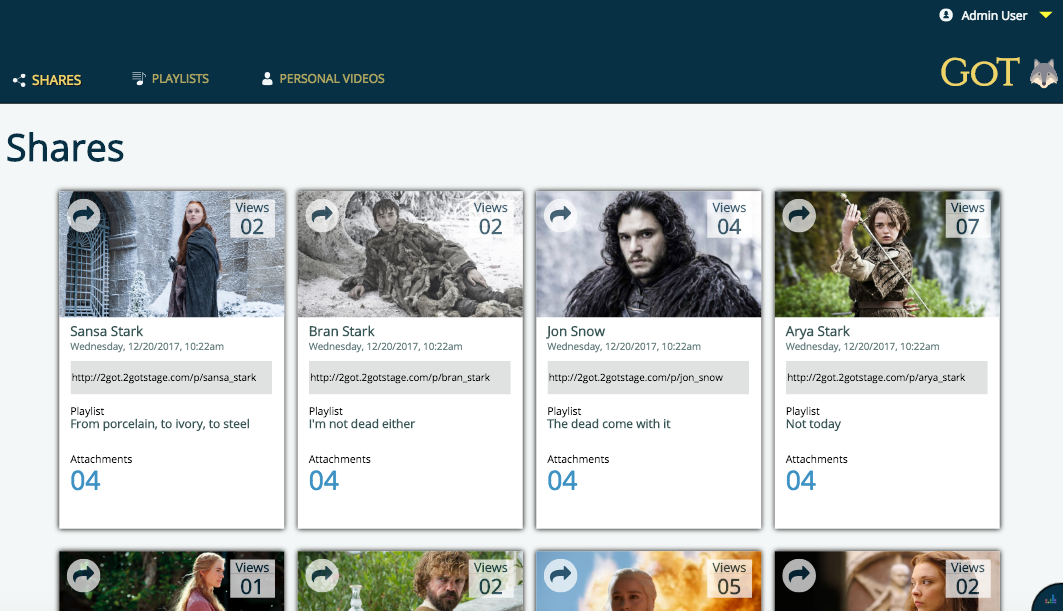 Admin User
SHARES
PLAYLISTS
PERSONAL VIDEOS
GoT
Shares
Views
02
Sansa Stark
Wednesday, 12/20/2017, 10:22am
http://2got.2gotstage.com/p/sansa_stark
Playlist
From porcelain, to ivory, to steel
Attachments
04
Views
02
Bran Stark
Wednesday, 12/20/2017, 10:22am
http://2got.2gotstage.com/p/bran_stark
Playlist
I'm not dead either
Attachments
04
Views
04
Jon Snow
Wednesday, 12/20/2017, 10:22am
http://2got.2gotstage.com/p/jon_snow
Playlist
The dead come with it
Attachments
04
Views
07
Arya Stark
Wednesday, 12/20/2017, 10:22am
http://2got.2gotstage.com/p/arya_stark
Playlist
Not today
Attachments
04
Views
01
Views
02
Views
05
Views
02